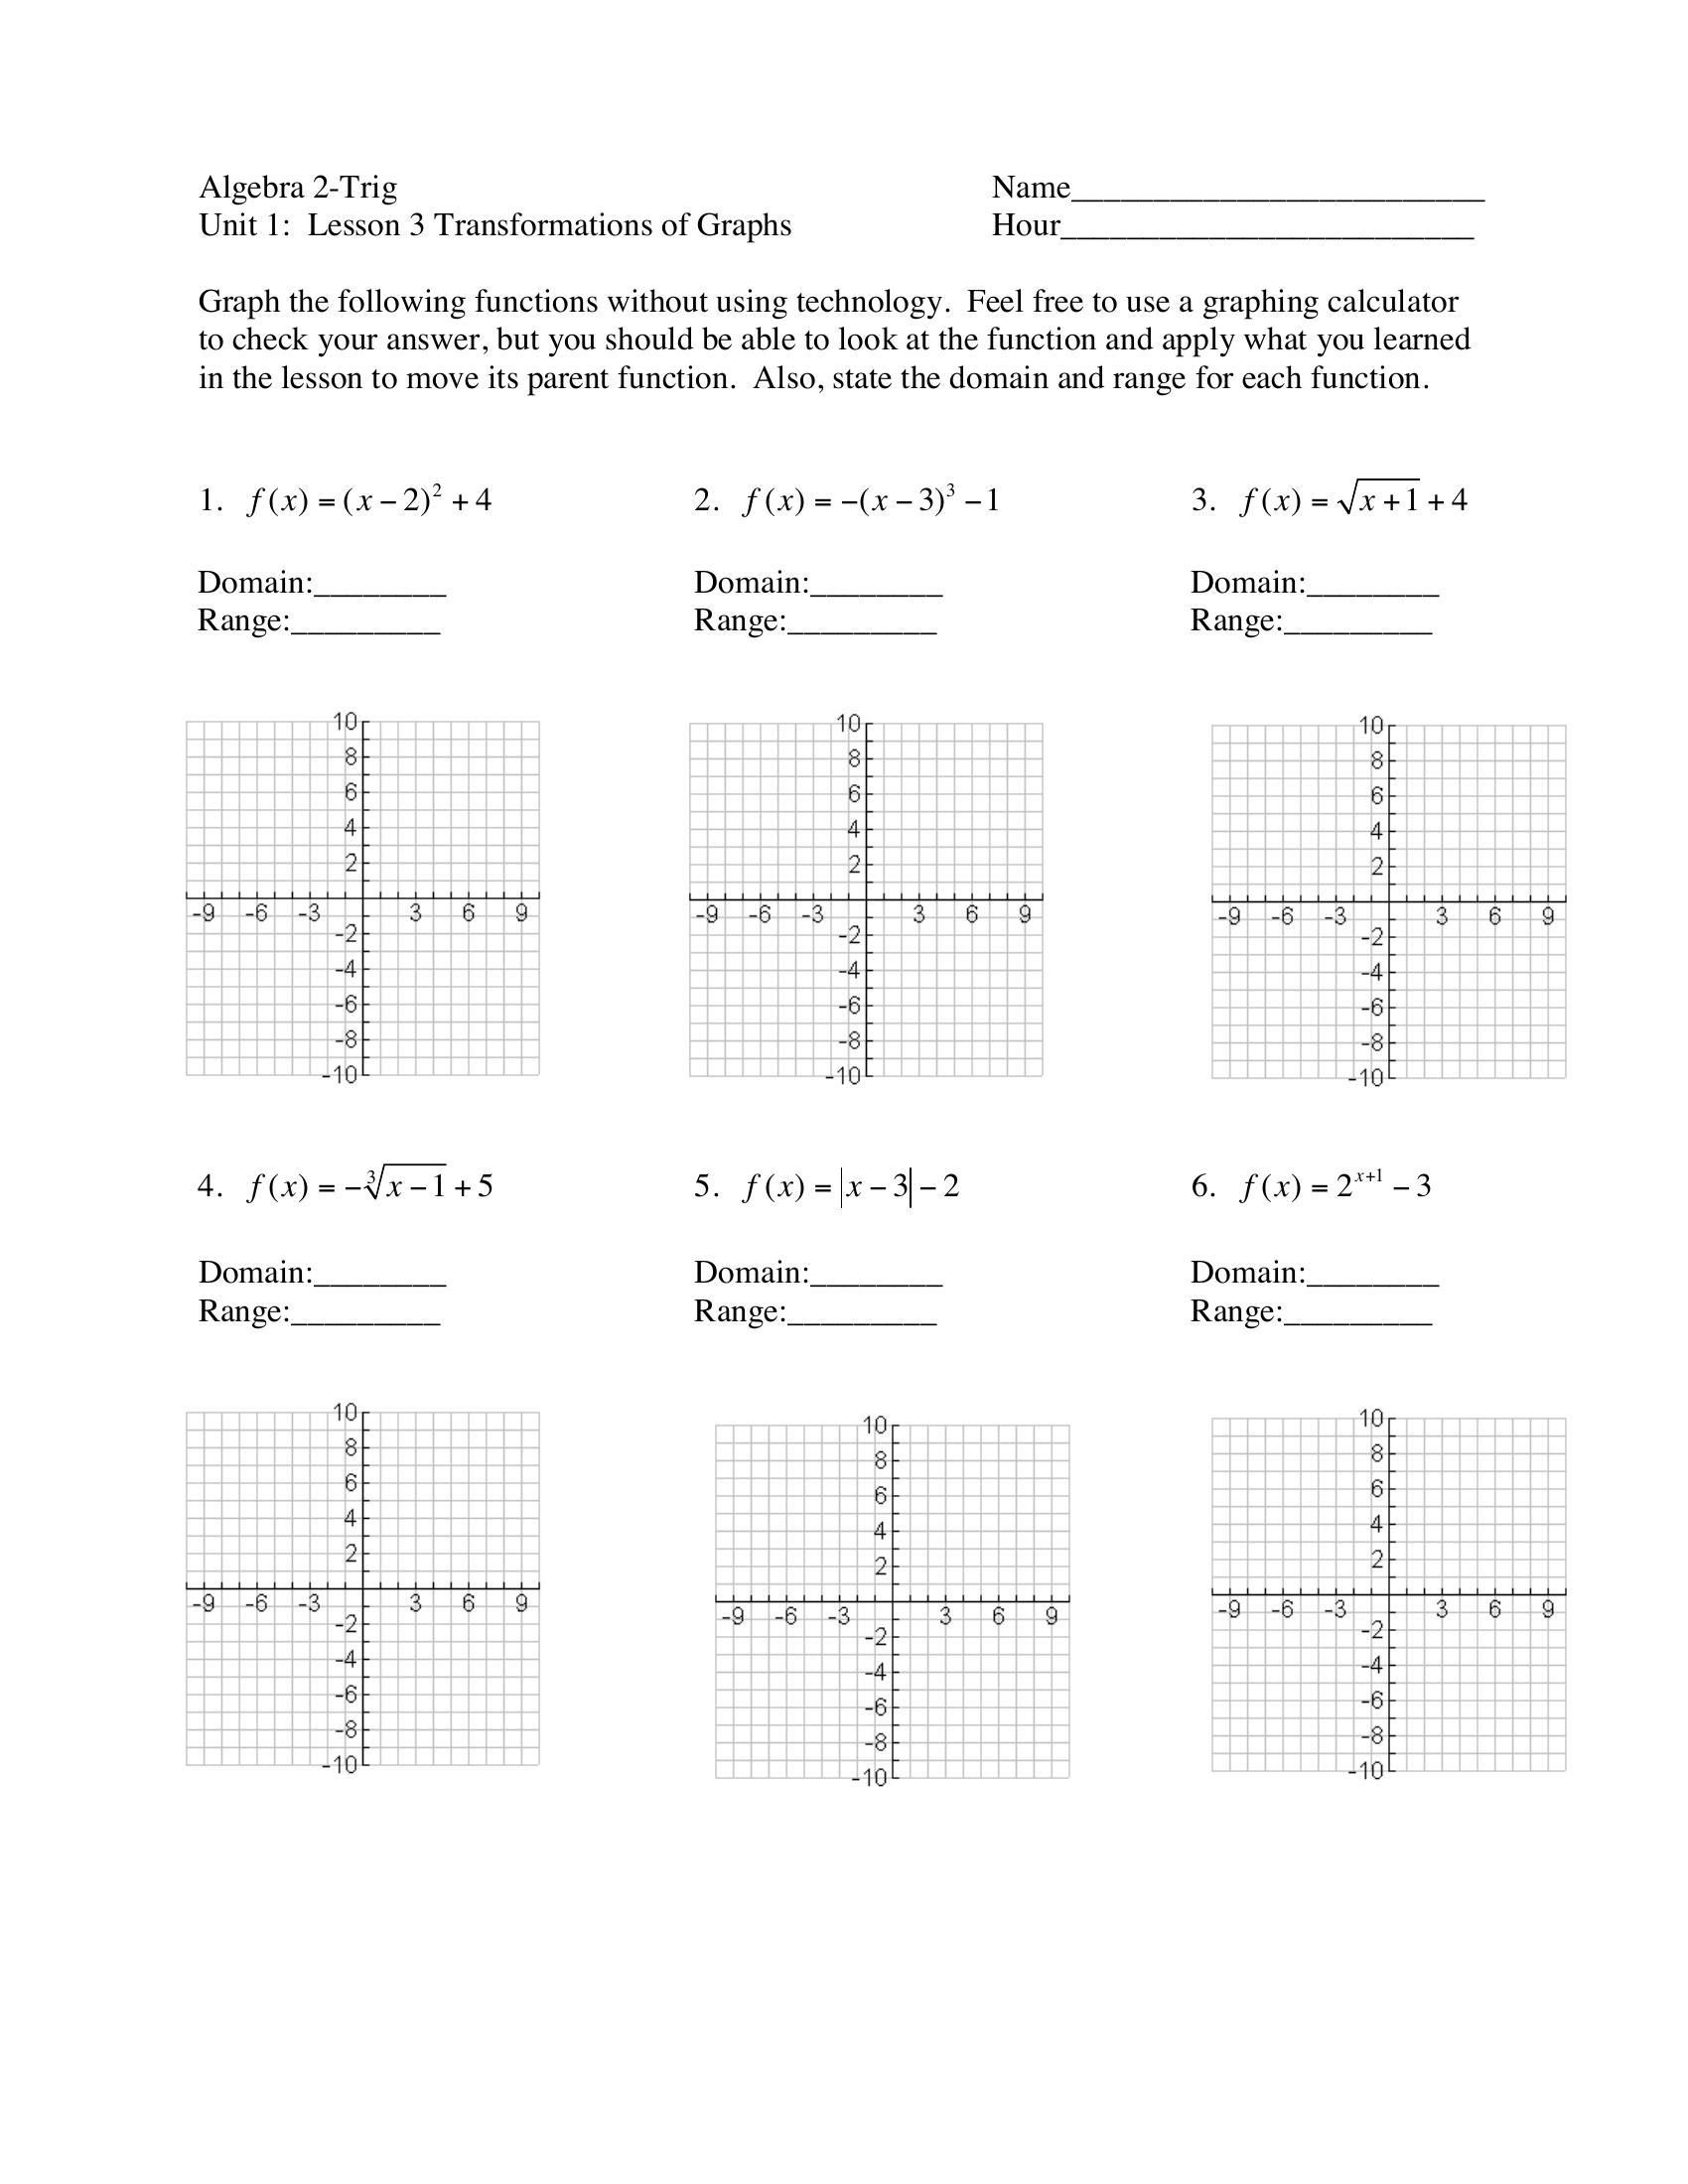 Algebra 2-Trig Name_________________________
Unit 1: Lesson 3 Transformations of Graphs Hour_________________________
Graph the following functions without using technology. Feel free to use a graphing calculator
to check your answer, but you should be able to look at the function and apply what you learned
in the lesson to move its parent function. Also, state the domain and range for each function.
1. f(x) = (x − 2)² + 4 2. f(x) = −(x − 3)³ − 1 3. f(x) = √(x + 1) + 4
Domain:________ Domain:________ Domain:________
Range:_________ Range:_________ Range:_________
10 10 10
8 8 8
6 6 6
4 4 4
2 2 2
-9 -6 -3 3 6 9 -9 -6 -3 3 6 9 -9 -6 -3 3 6 9
-2 -2 -2
-4 -4 -4
-6 -6 -6
-8 -8 -8
-10 -10 -10
4. f(x) = −∛(x − 1) + 5 5. f(x) = |x − 3| − 2 6. f(x) = 2^(x+1) − 3
Domain:________ Domain:________ Domain:________
Range:_________ Range:_________ Range:_________
10 10 10
8 8 8
6 6 6
4 4 4
2 2 2
-9 -6 -3 3 6 9 -9 -6 -3 3 6 9 -9 -6 -3 3 6 9
-2 -2 -2
-4 -4 -4
-6 -6 -6
-8 -8 -8
-10 -10 -10